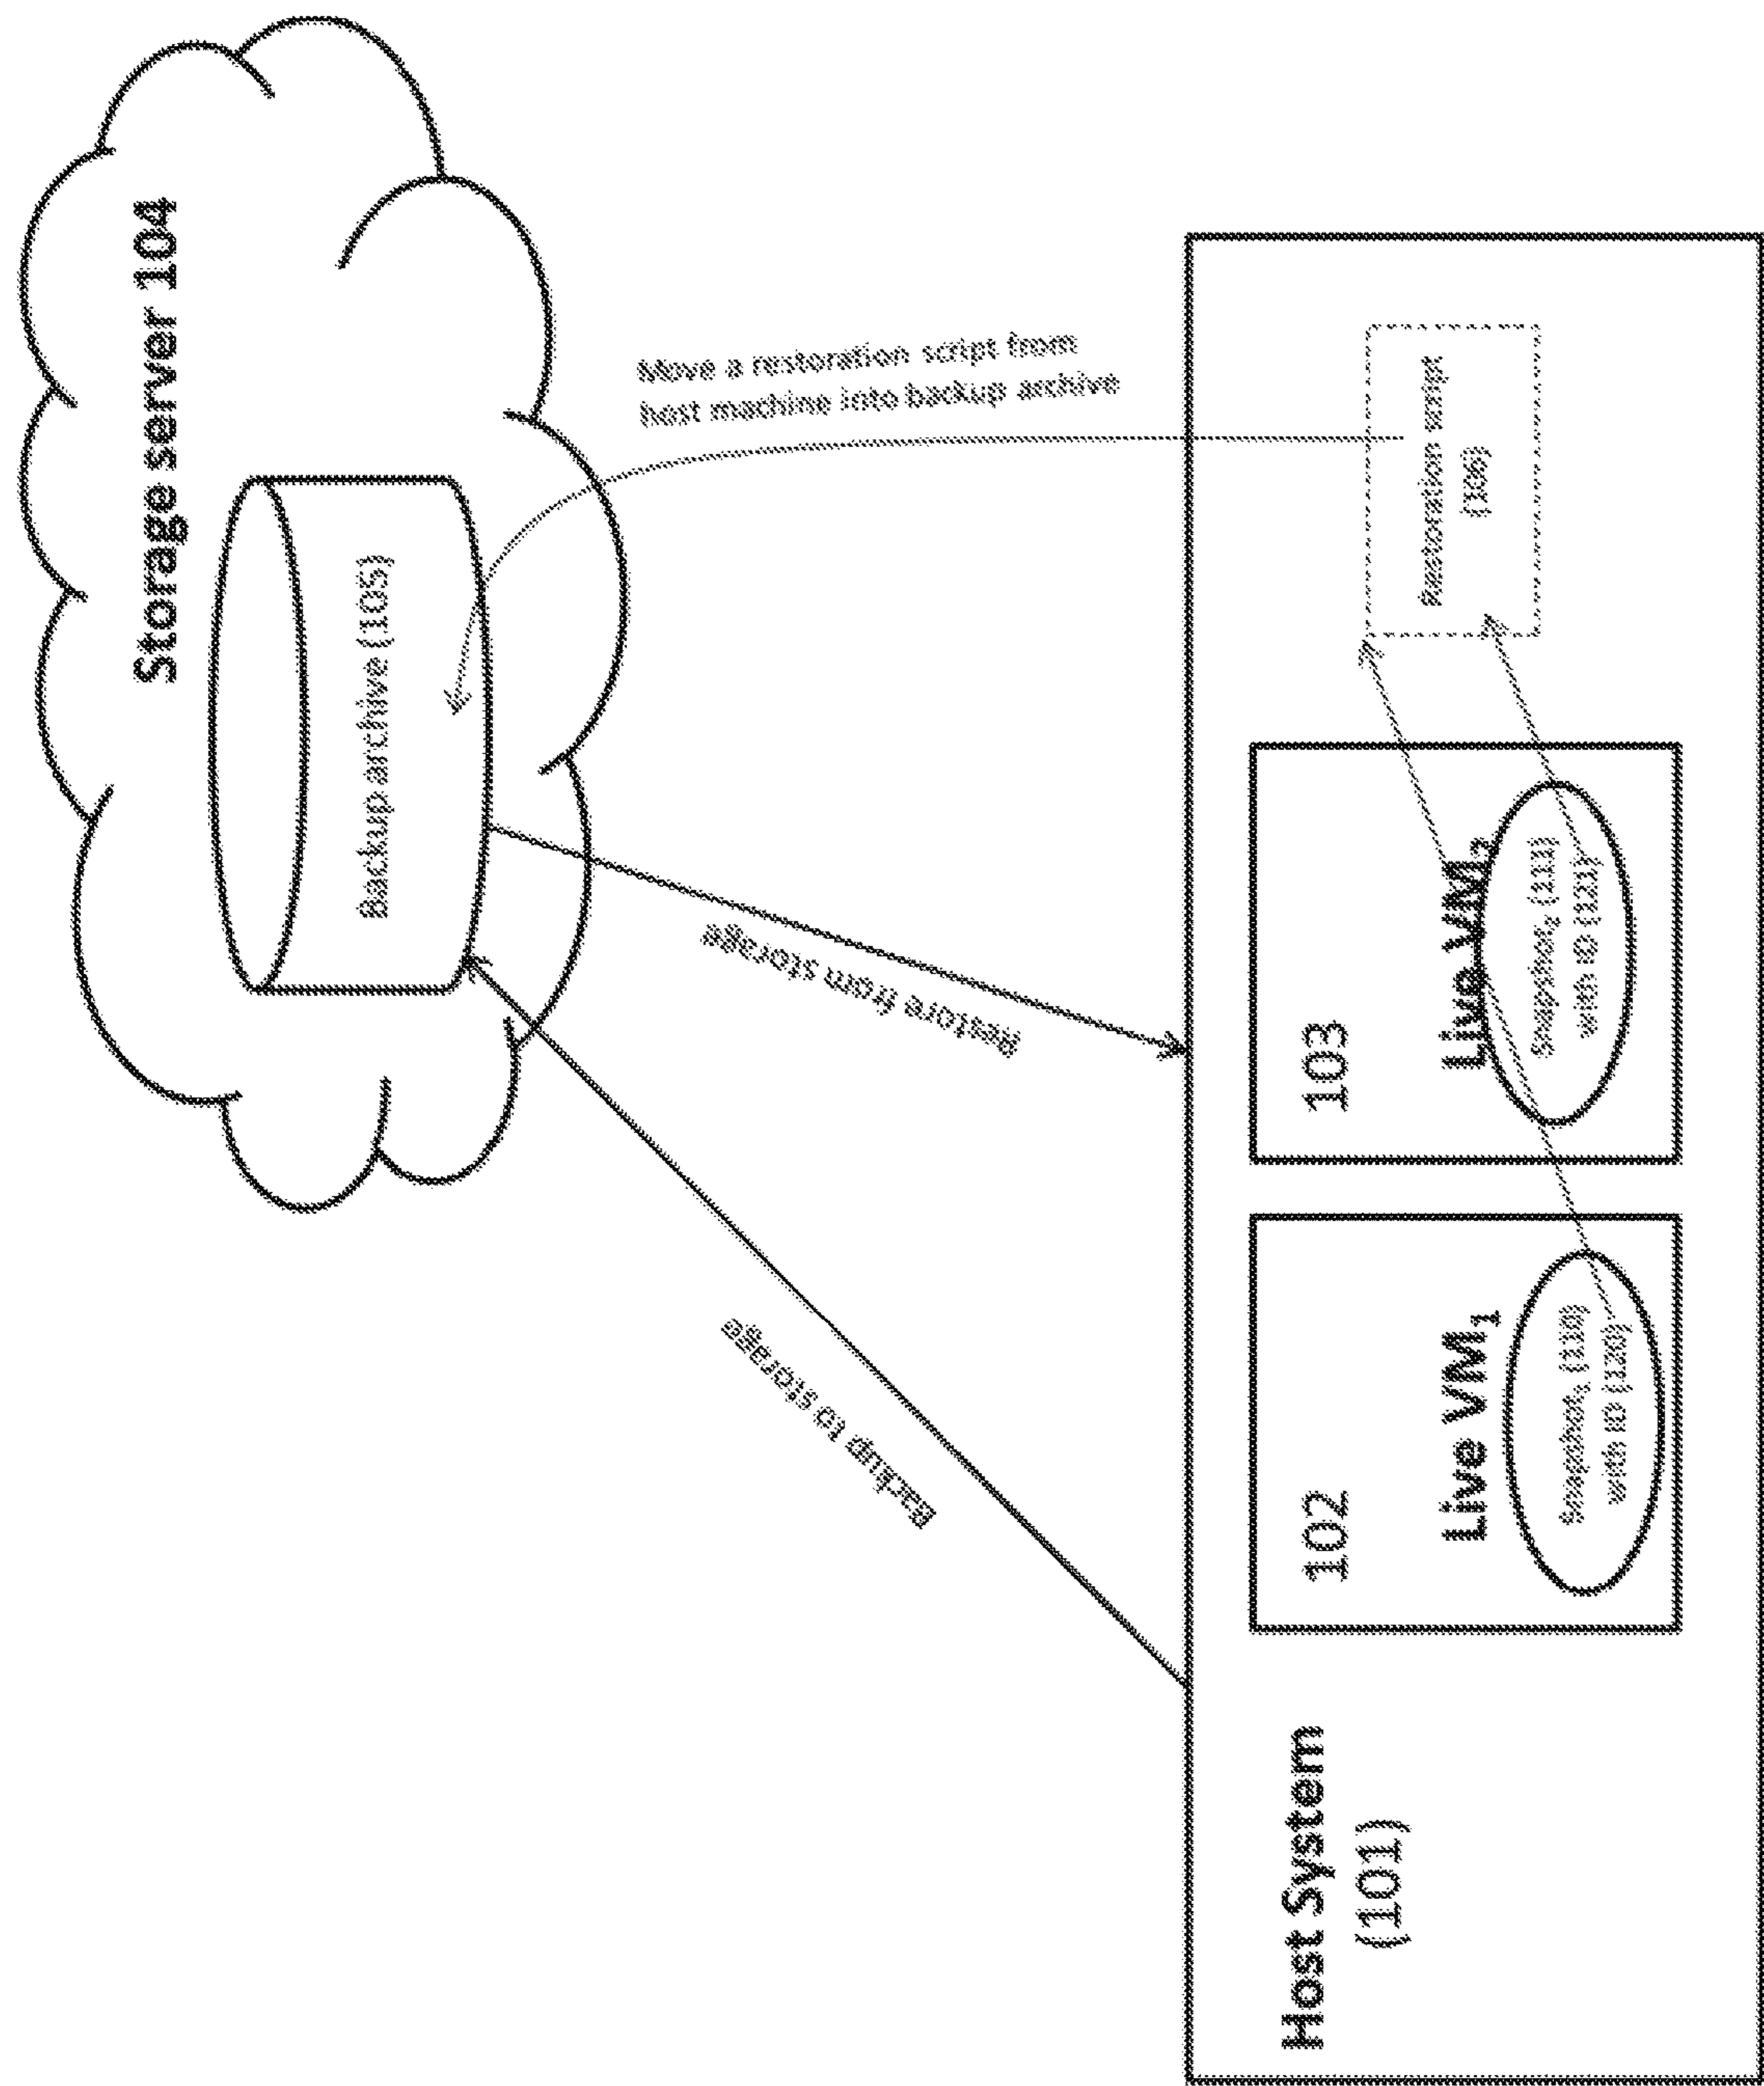 Storage server 104
Backup archive (105)
Move a restoration script from
host machine into backup archive
Restore from storage
Backup to storage
Host System
(101)
102
Live VM₁
Snapshot₁ (110)
with ID (120)
103
Live VM₂
Snapshot₂ (111)
with ID (121)
Restoration script
(106)